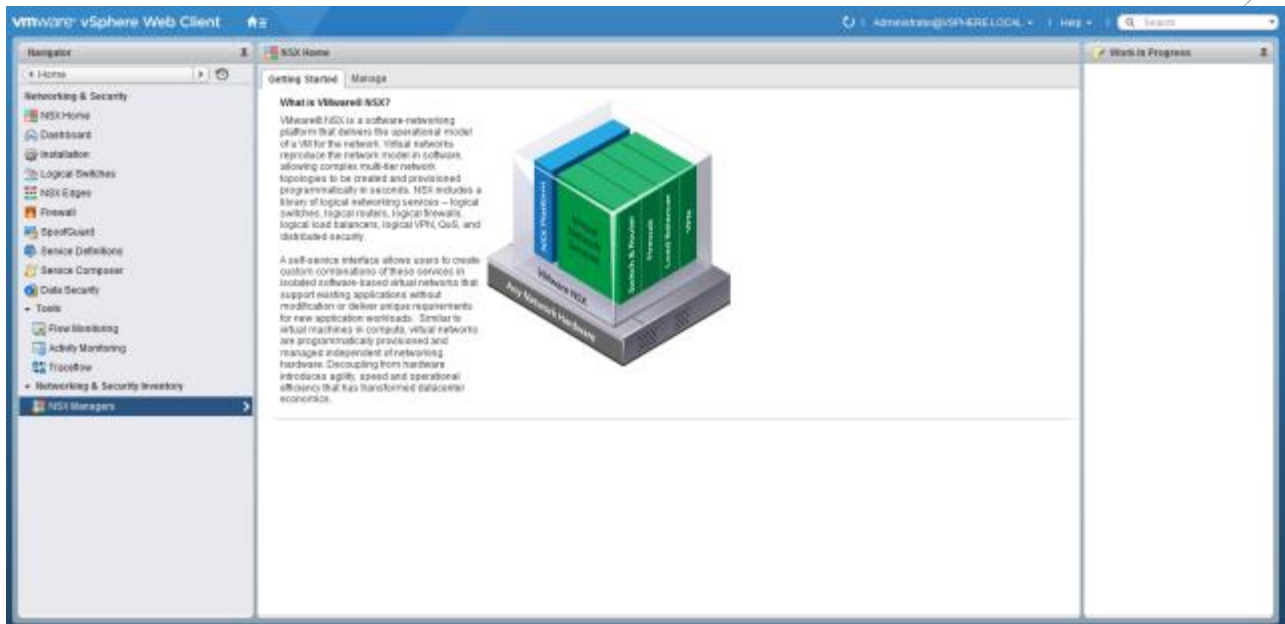 vmware vSphere Web Client
Administrator@VSPHERE.LOCAL
Help
Search
Navigator
Home
Networking & Security
NSX Home
Dashboard
Installation
Logical Switches
NSX Edges
Firewall
SpoofGuard
Service Definitions
Service Composer
Data Security
Tools
Flow Monitoring
Activity Monitoring
Traceflow
Networking & Security Inventory
NSX Managers
NSX Home
Getting Started Manage
What is VMware® NSX?
VMware® NSX is a software networking
platform that delivers the operational model
of a VM for the network. Virtual networks
reproduce the network model in software,
allowing complex multi-tier network
topologies to be created and provisioned
programmatically in seconds. NSX includes a
library of logical networking services – logical
switches, logical routers, logical firewalls,
logical load balancers, logical VPN, QoS, and
distributed security.
A self-service interface allows users to create
custom combinations of these services in
isolated software-based virtual networks that
support existing applications without
modification or deliver unique requirements
for new application workloads. Similar to
virtual machines in compute, virtual networks
are programmatically provisioned and
managed independent of networking
hardware. Decoupling from hardware
introduces agility, speed and operational
efficiency that has transformed datacenter
economics.
NSX Platform
Virtual
Network
Services
Switch & Router
Firewalls
Load Balancer
VPN
VMware NSX
Any Network Hardware
Work In Progress